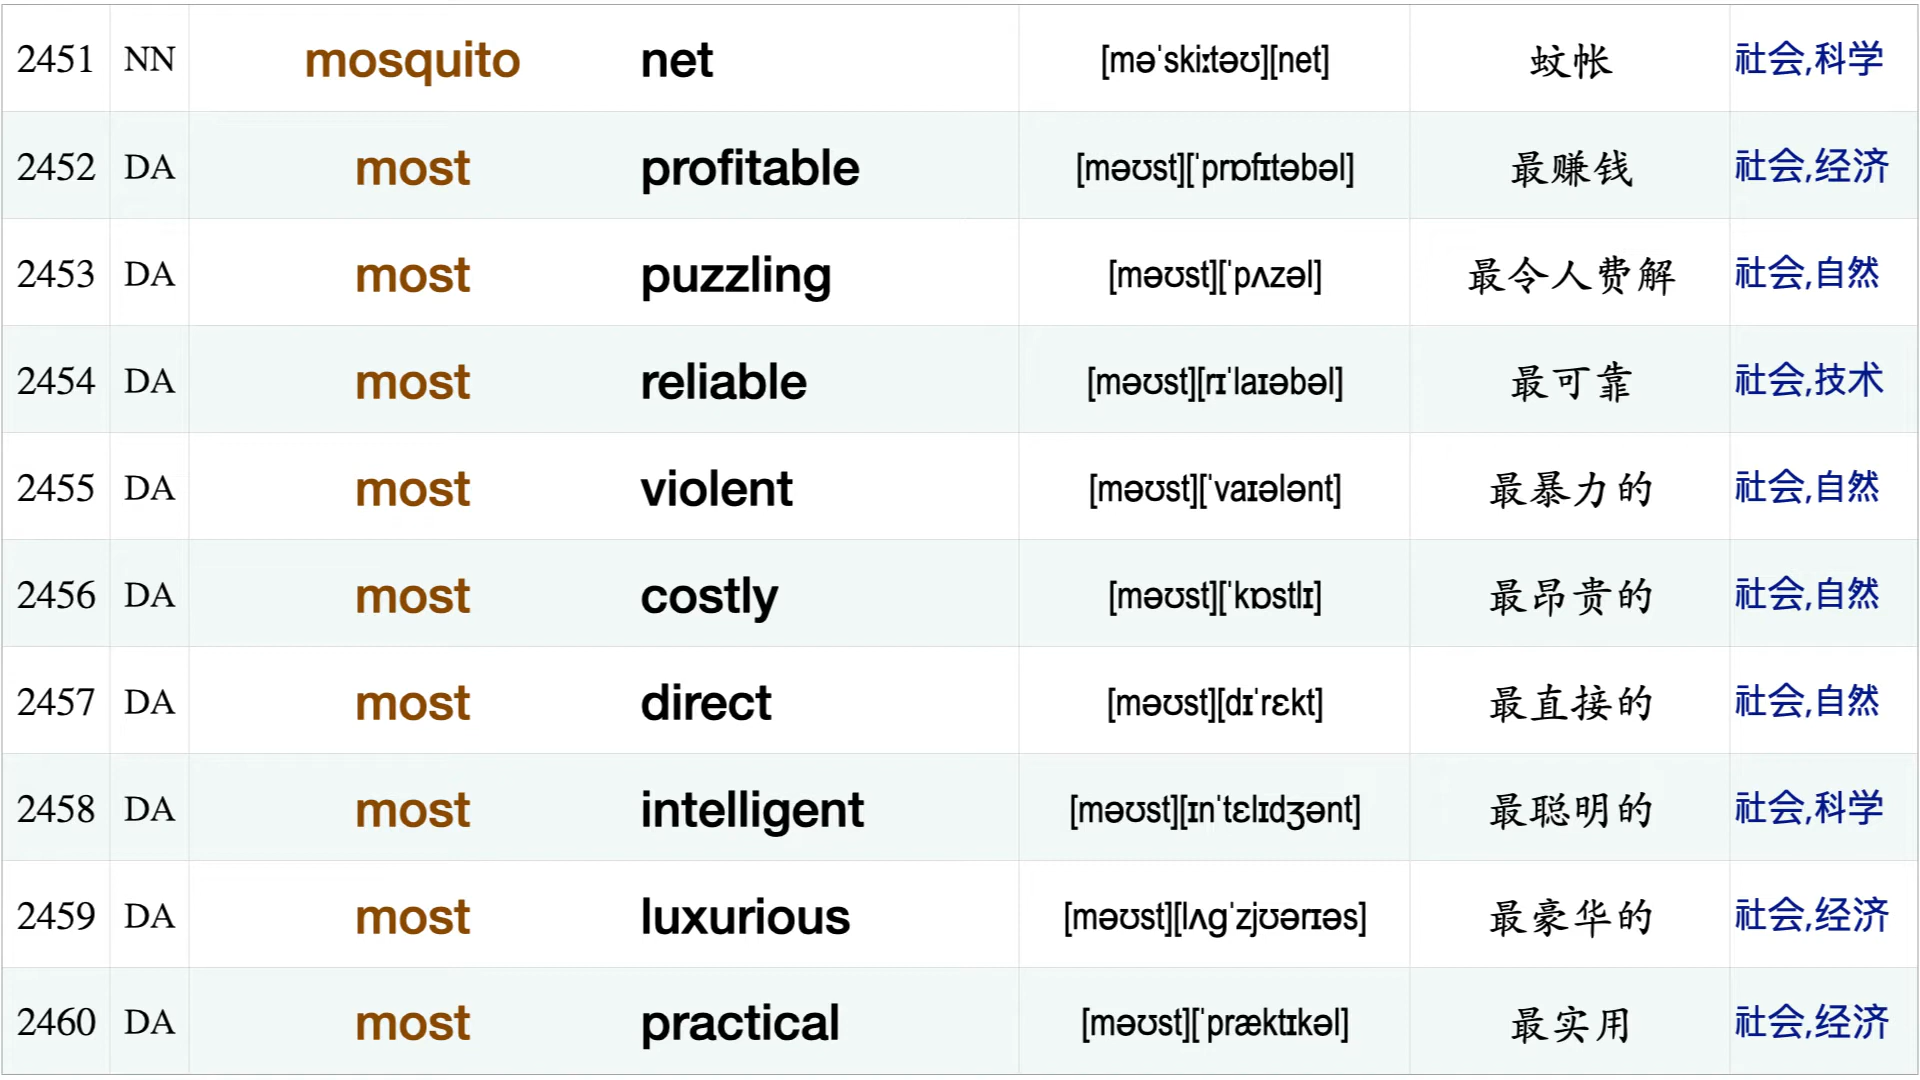 2451 NN mosquito net [məˈskiːtəʊ][net] 蚊帐 社会,科学
2452 DA most profitable [məʊst][ˈprɒfɪtəbəl] 最赚钱 社会,经济
2453 DA most puzzling [məʊst][ˈpʌzəl] 最令人费解 社会,自然
2454 DA most reliable [məʊst][rɪˈlaɪəbəl] 最可靠 社会,技术
2455 DA most violent [məʊst][ˈvaɪələnt] 最暴力的 社会,自然
2456 DA most costly [məʊst][ˈkɒstlɪ] 最昂贵的 社会,自然
2457 DA most direct [məʊst][dɪˈrɛkt] 最直接的 社会,自然
2458 DA most intelligent [məʊst][ɪnˈtɛlɪdʒənt] 最聪明的 社会,科学
2459 DA most luxurious [məʊst][lʌgˈzjʊərɪəs] 最豪华的 社会,经济
2460 DA most practical [məʊst][ˈpræktɪkəl] 最实用 社会,经济